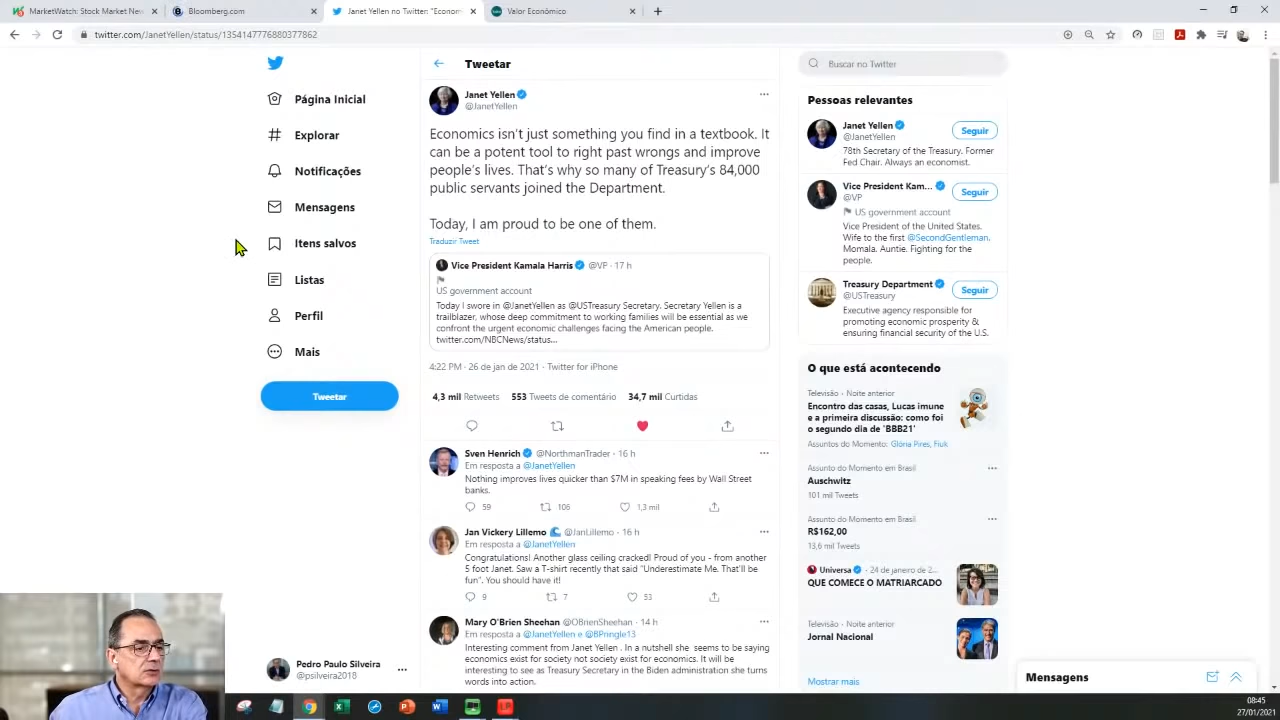 MarketWatch: Stock Market New
Bloomberg.com
Janet Yellen no Twitter: "Econom
Valor Econômico
twitter.com/JanetYellen/status/1354147776880377862
Página Inicial
Explorar
Notificações
Mensagens
Itens salvos
Listas
Perfil
Mais
Tweetar
Pedro Paulo Silveira
@psilveira2018
Tweetar
Janet Yellen
@JanetYellen
Economics isn't just something you find in a textbook. It
can be a potent tool to right past wrongs and improve
people's lives. That's why so many of Treasury's 84,000
public servants joined the Department.
Today, I am proud to be one of them.
Traduzir Tweet
Vice President Kamala Harris @VP · 17 h
US government account
Today I swore in @JanetYellen as @USTreasury Secretary. Secretary Yellen is a
trailblazer, whose deep commitment to working families will be essential as we
confront the urgent economic challenges facing the American people.
twitter.com/NBCNews/status...
4:22 PM · 26 de jan de 2021 · Twitter for iPhone
4,3 mil Retweets 553 Tweets de comentário 34,7 mil Curtidas
Sven Henrich @NorthmanTrader · 16 h
Em resposta a @JanetYellen
Nothing improves lives quicker than $7M in speaking fees by Wall Street
banks.
59 106 1,3 mil
Jan Vickery Lillemo @JanLillemo · 16 h
Em resposta a @JanetYellen
Congratulations! Another glass ceiling cracked! Proud of you - from another
5 foot Janet. Saw a T-shirt recently that said "Underestimate Me. That'll be
fun". You should have it!
9 7 53
Mary O'Brien Sheehan @OBrienSheehan · 14 h
Em resposta a @JanetYellen e @BPringle13
Interesting comment from Janet Yellen . In a nutshell she seems to be saying
economics exist for society not society exist for economics. It will be
interesting to see as Treasury Secretary in the Biden administration she turns
words into action.
Buscar no Twitter
Pessoas relevantes
Janet Yellen
@JanetYellen
Seguir
78th Secretary of the Treasury. Former
Fed Chair. Always an economist.
Vice President Kam...
@VP
Seguir
US government account
Vice President of the United States.
Wife to the first @SecondGentleman.
Momala. Auntie. Fighting for the
people.
Treasury Department
@USTreasury
Seguir
Executive agency responsible for
promoting economic prosperity &
ensuring financial security of the U.S.
O que está acontecendo
Televisão · Noite anterior
Encontro das casas, Lucas imune
e a primeira discussão: como foi
o segundo dia de 'BBB21'
Assuntos do Momento: Glória Pires, Fiuk
Assunto do Momento em Brasil
Auschwitz
101 mil Tweets
Assunto do Momento em Brasil
R$162,00
13,6 mil Tweets
Universa · 24 de janeiro de 2...
QUE COMECE O MATRIARCADO
Televisão · Noite anterior
Jornal Nacional
Mostrar mais
Mensagens
08:45
27/01/2021